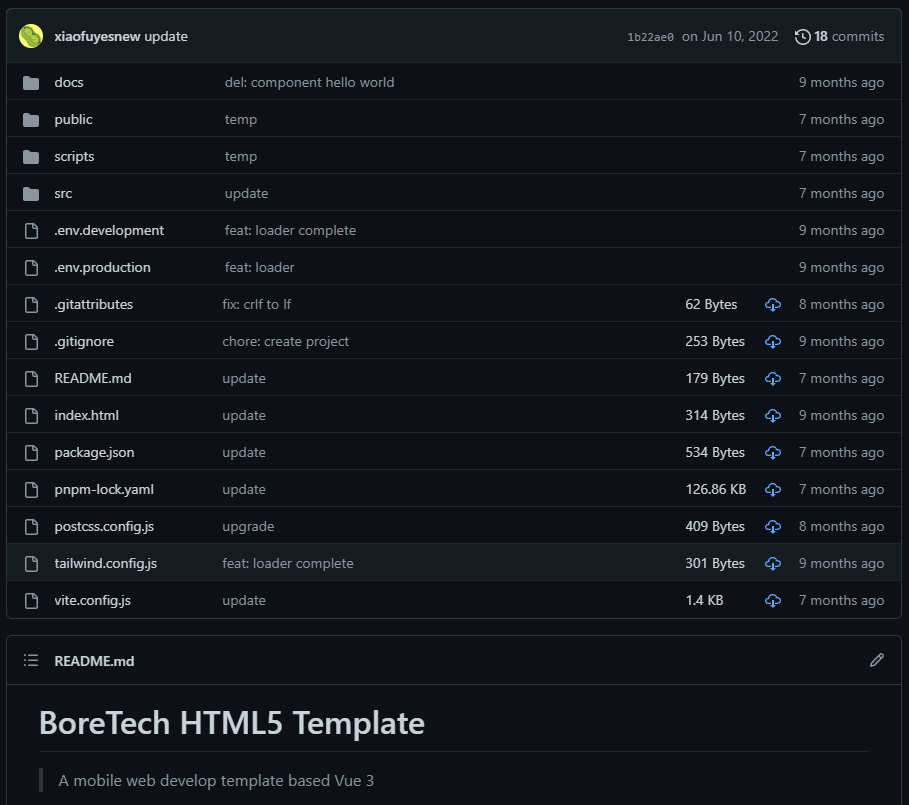 xiaofuyesnew update 1b22ae0 on Jun 10, 2022 18 commits
docs del: component hello world 9 months ago
public temp 7 months ago
scripts temp 7 months ago
src update 7 months ago
.env.development feat: loader complete 9 months ago
.env.production feat: loader 9 months ago
.gitattributes fix: crlf to lf 62 Bytes 8 months ago
.gitignore chore: create project 253 Bytes 9 months ago
README.md update 179 Bytes 7 months ago
index.html update 314 Bytes 9 months ago
package.json update 534 Bytes 7 months ago
pnpm-lock.yaml update 126.86 KB 7 months ago
postcss.config.js upgrade 409 Bytes 8 months ago
tailwind.config.js feat: loader complete 301 Bytes 9 months ago
vite.config.js update 1.4 KB 7 months ago
README.md
BoreTech HTML5 Template
A mobile web develop template based Vue 3